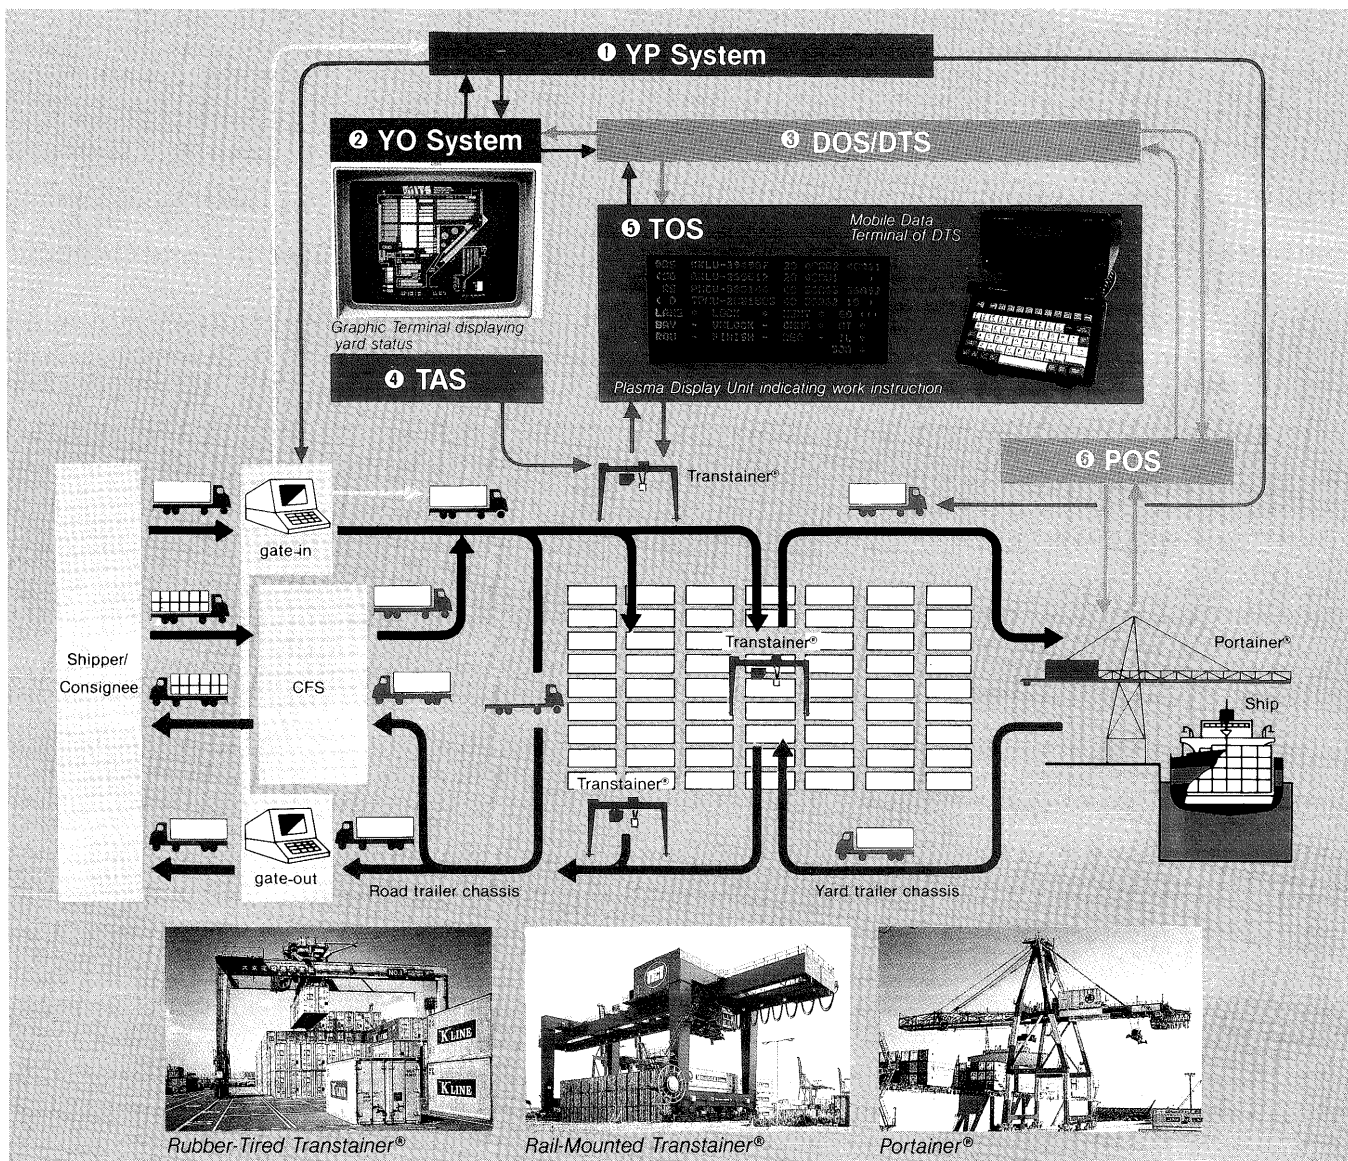 ❶ YP System
❷ YO System
❸ DOS/DTS
❺ TOS
Mobile Data
Terminal of DTS
Graphic Terminal displaying
yard status
❹ TAS
Plasma Display Unit indicating work instruction
❻ POS
Transtainer®
gate-in
Shipper/
Consignee
CFS
Transtainer®
Portainer®
Ship
Transtainer®
gate-out
Road trailer chassis
Yard trailer chassis
K LINE
K LINE
K LINE
Rubber-Tired Transtainer®
Rail-Mounted Transtainer®
Portainer®